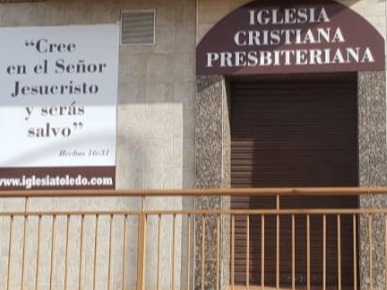 “Cree
en el Señor
Jesucristo
y serás
salvo”
Hechos 16:31
www.iglesiatoledo.com
IGLESIA
CRISTIANA
PRESBITERIANA